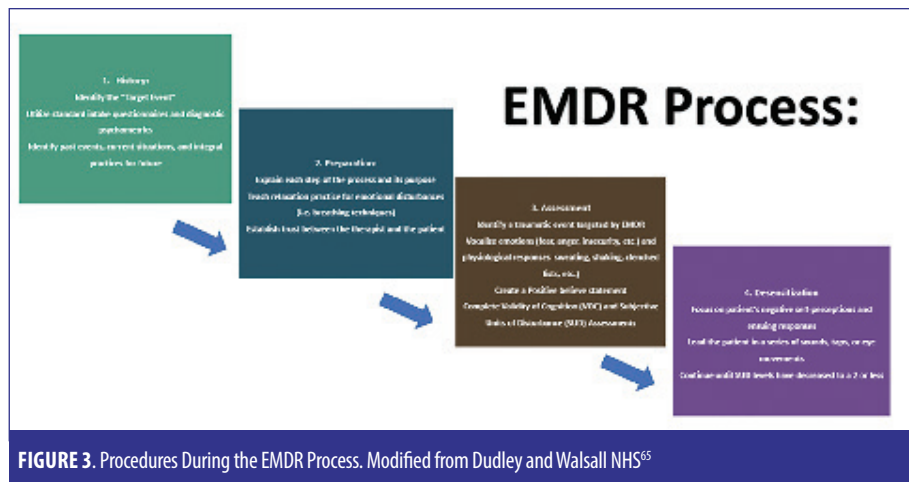 EMDR Process:
1. History:
Identify the "Target Event"
Utilize standard intake questionnaires and diagnostic
psychometrics
Identify past events, current situations, and integral
practices for future
2. Preparation:
Explain each step of the process and its purpose
Teach relaxation practice for emotional disturbances
(i.e. breathing techniques)
Establish trust between the therapist and the patient
3. Assessment
Identify a traumatic event targeted by EMDR
Vocalize emotions (fear, anger, insecurity, etc.) and
physiological responses sweating, shaking, clenched
fists, etc.)
Create a Positive believe statement
Complete Validity of Cognition (VOC) and Subjective
Units of Disturbance (SUD) Assessments
4. Desensitization
Focus on patient's negative self-perceptions and
ensuing responses
Lead the patient in a series of sounds, taps, or eye
movements
Continue until SUD levels have decreased to a 2 or less
FIGURE 3. Procedures During the EMDR Process. Modified from Dudley and Walsall NHS65